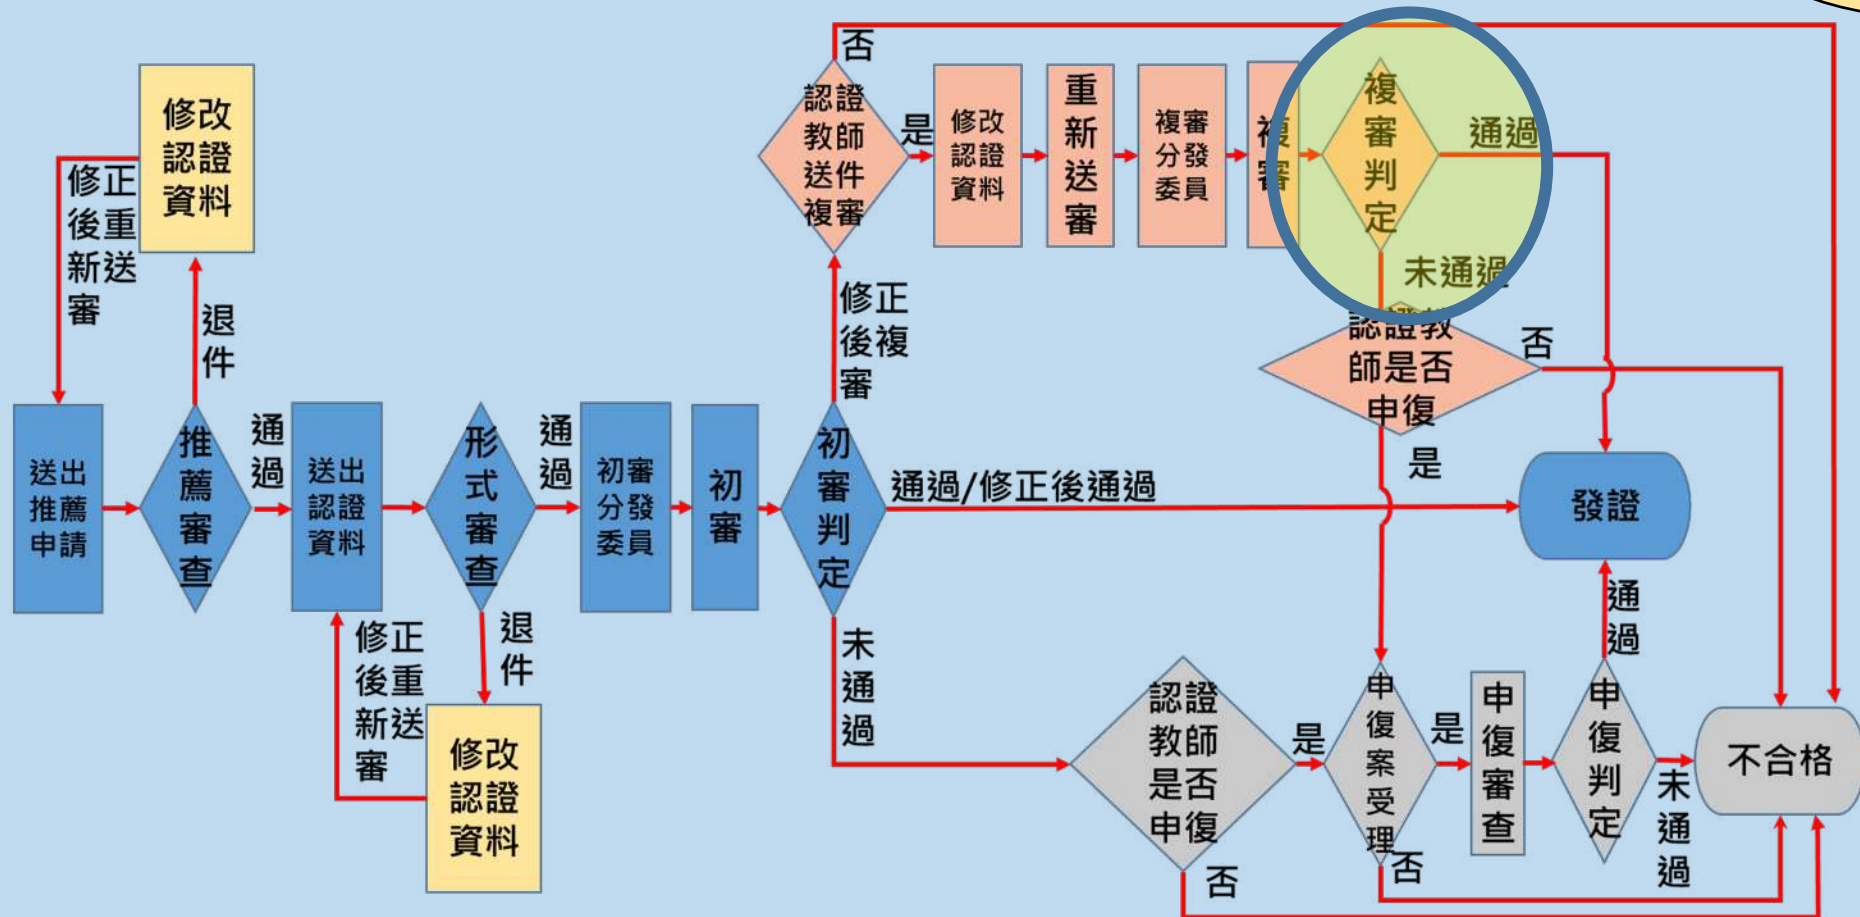 否
修改
認證
資料
認證
教師
送件
複審
是
修改
認證
資料
重
新
送
審
複審
分發
委員
複
審
複
審
判
定
通過
未通過
修正
後重
新送
審
退
件
修正
後複
審
認證教
師是否
申復
否
是
送出
推薦
申請
推
薦
審
查
通
過
送出
認證
資料
形
式
審
查
通
過
初審
分發
委員
初
審
初
審
判
定
通過/修正後通過
發證
修正
後重
新送
審
退
件
修改
認證
資料
未
通
過
認證
教師
是否
申復
是
否
申
復
案
受
理
是
否
申
復
審
查
申
復
判
定
通
過
未
通
過
不合格